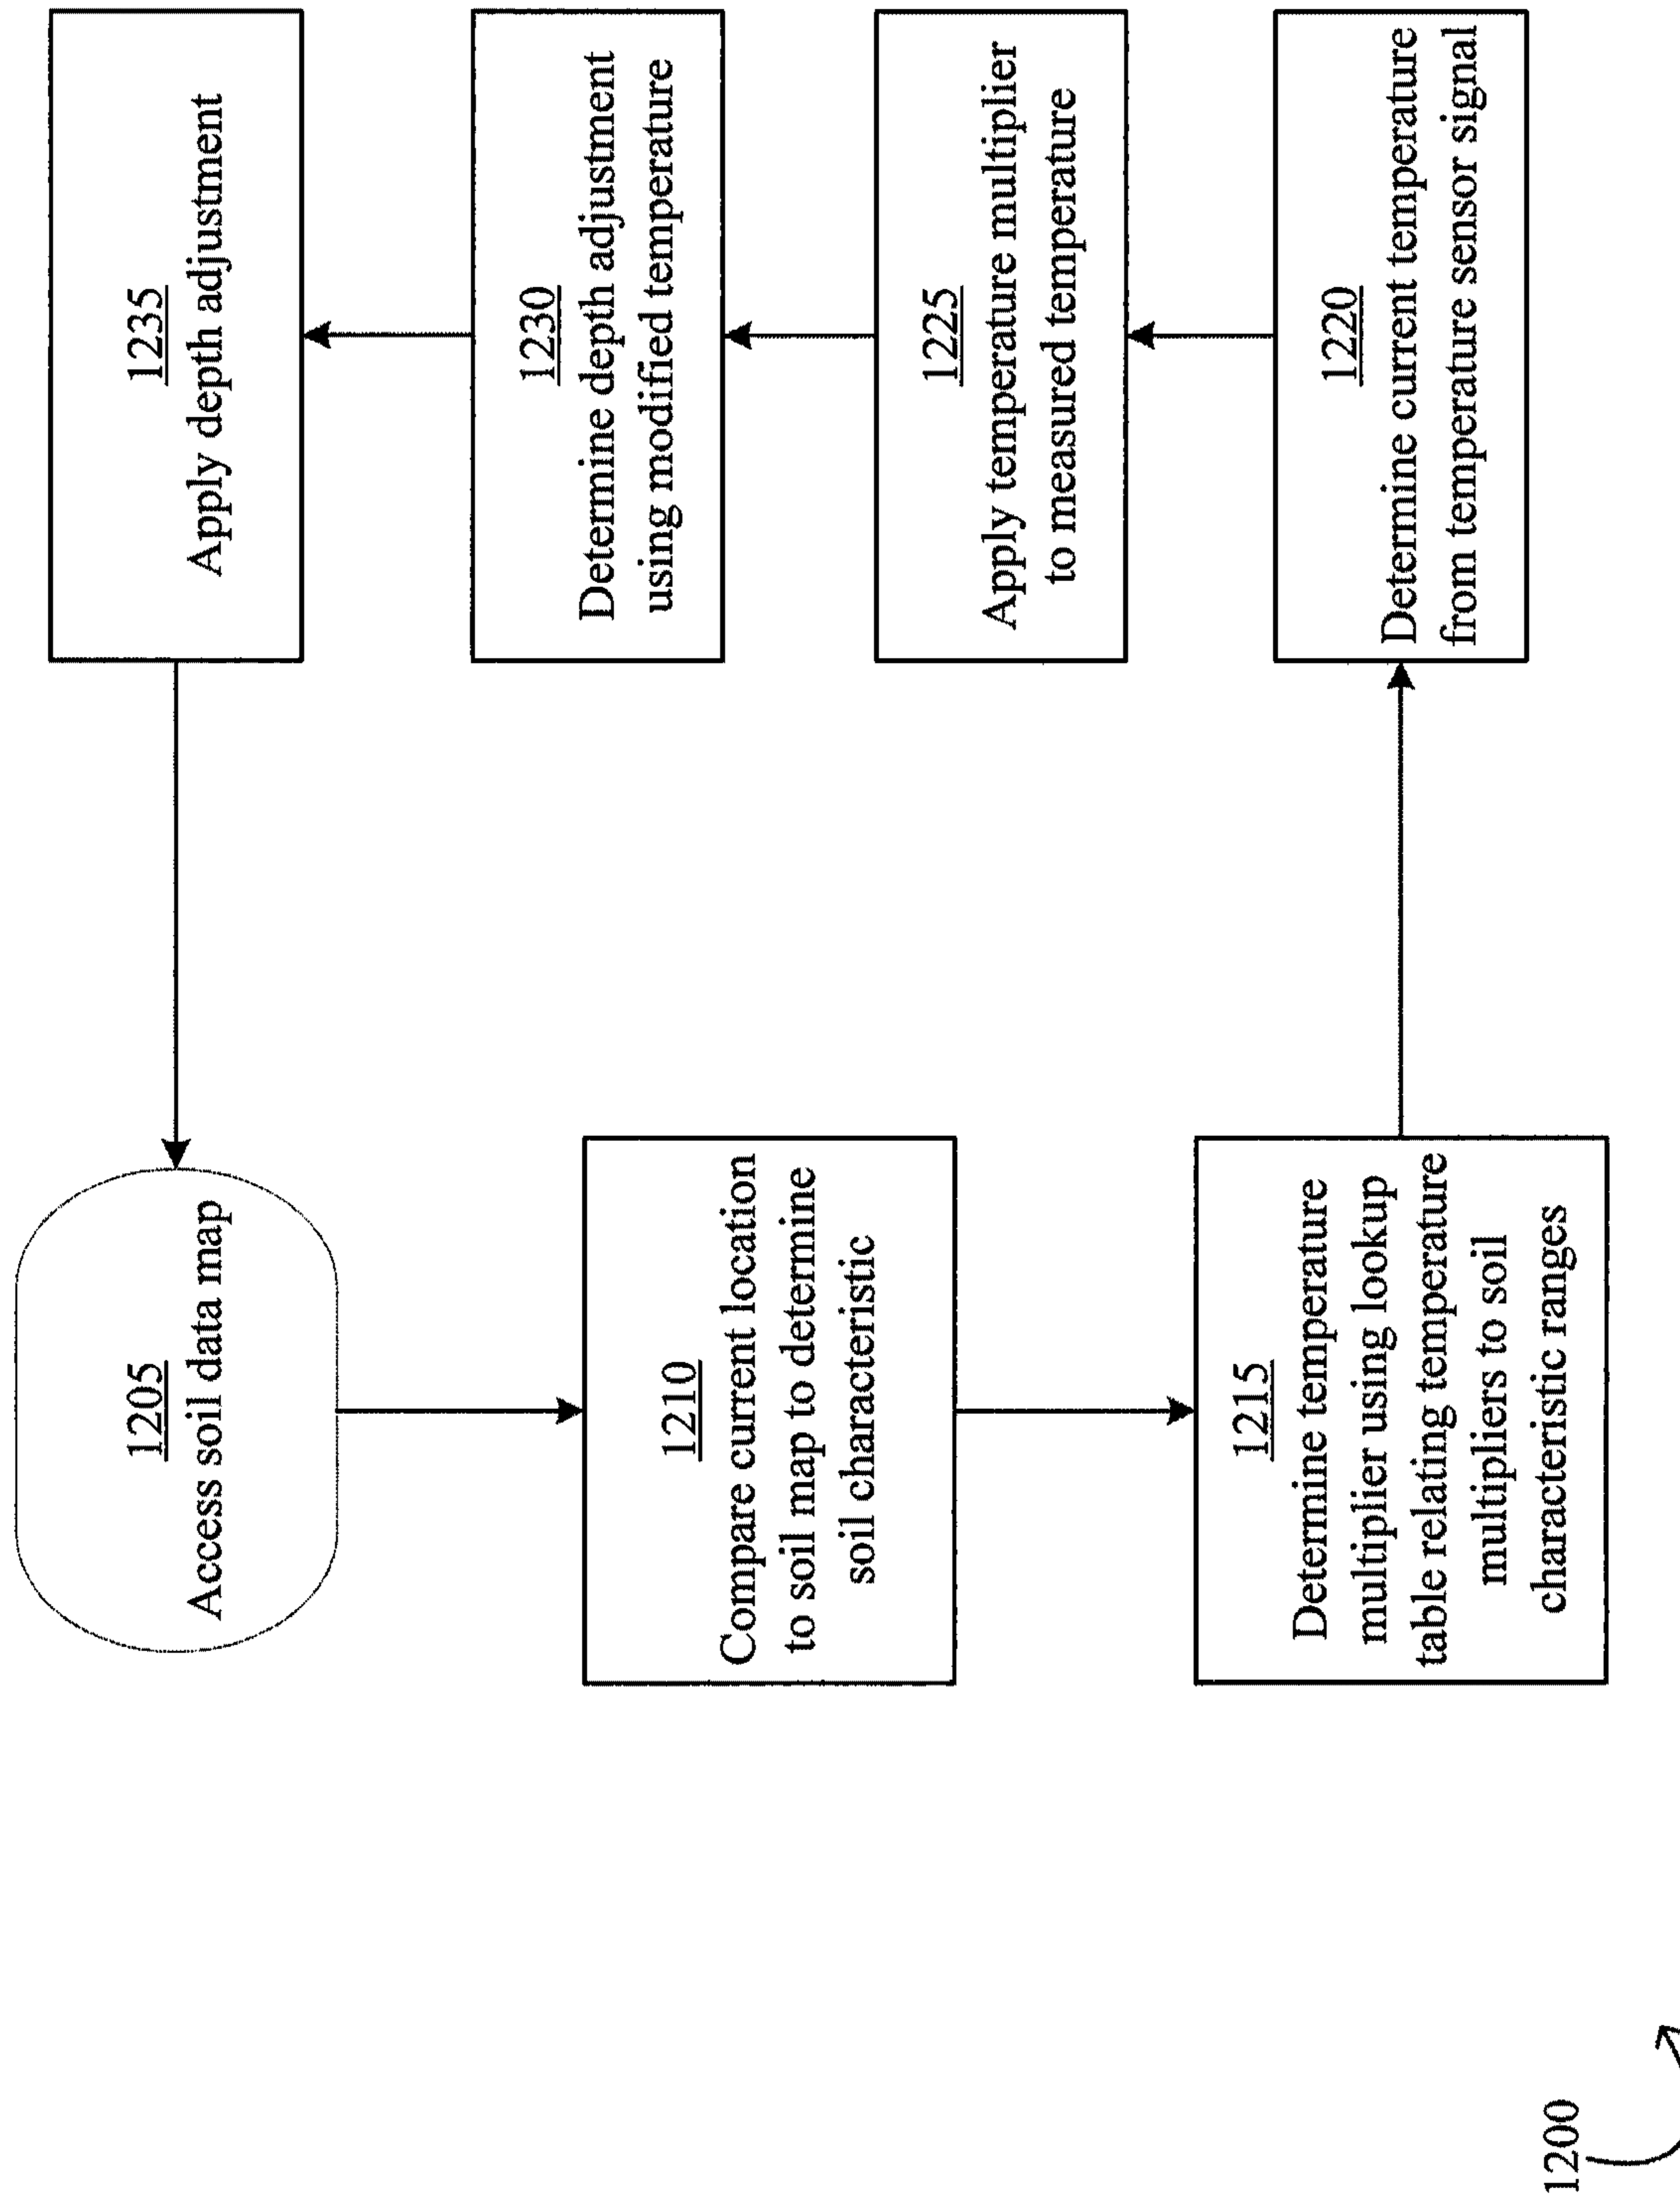 1205
Access soil data map
1210
Compare current location
to soil map to determine
soil characteristic
1215
Determine temperature
multiplier using lookup
table relating temperature
multipliers to soil
characteristic ranges
1220
Determine current temperature
from temperature sensor signal
1225
Apply temperature multiplier
to measured temperature
1230
Determine depth adjustment
using modified temperature
1235
Apply depth adjustment
1200